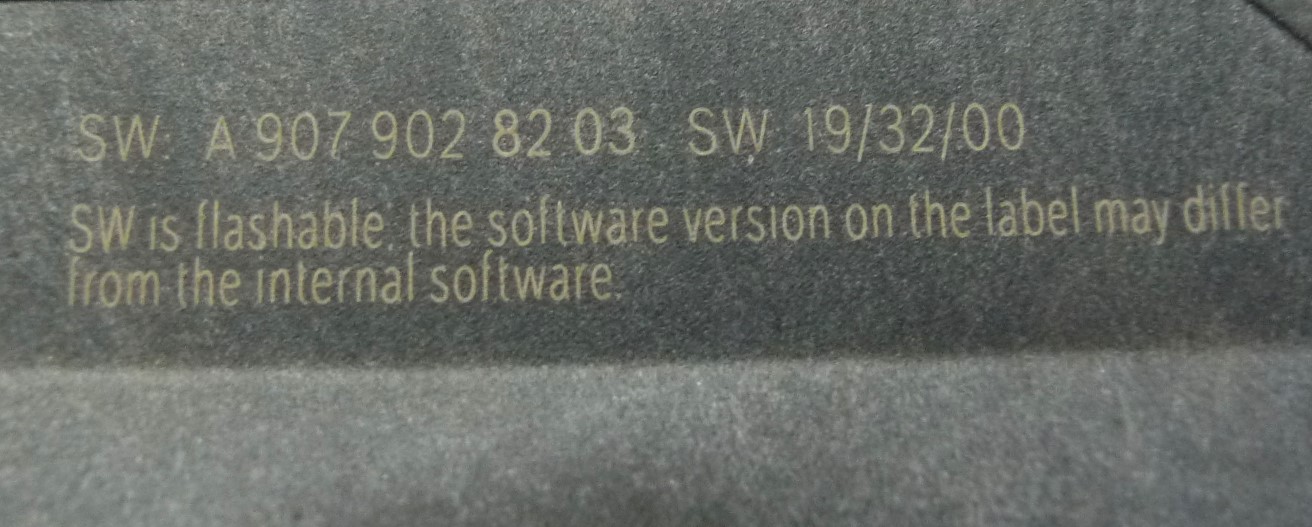 SW: A 907 902 82 03 SW: 19/32/00
SW is flashable. the software version on the label may differ
from the internal software.